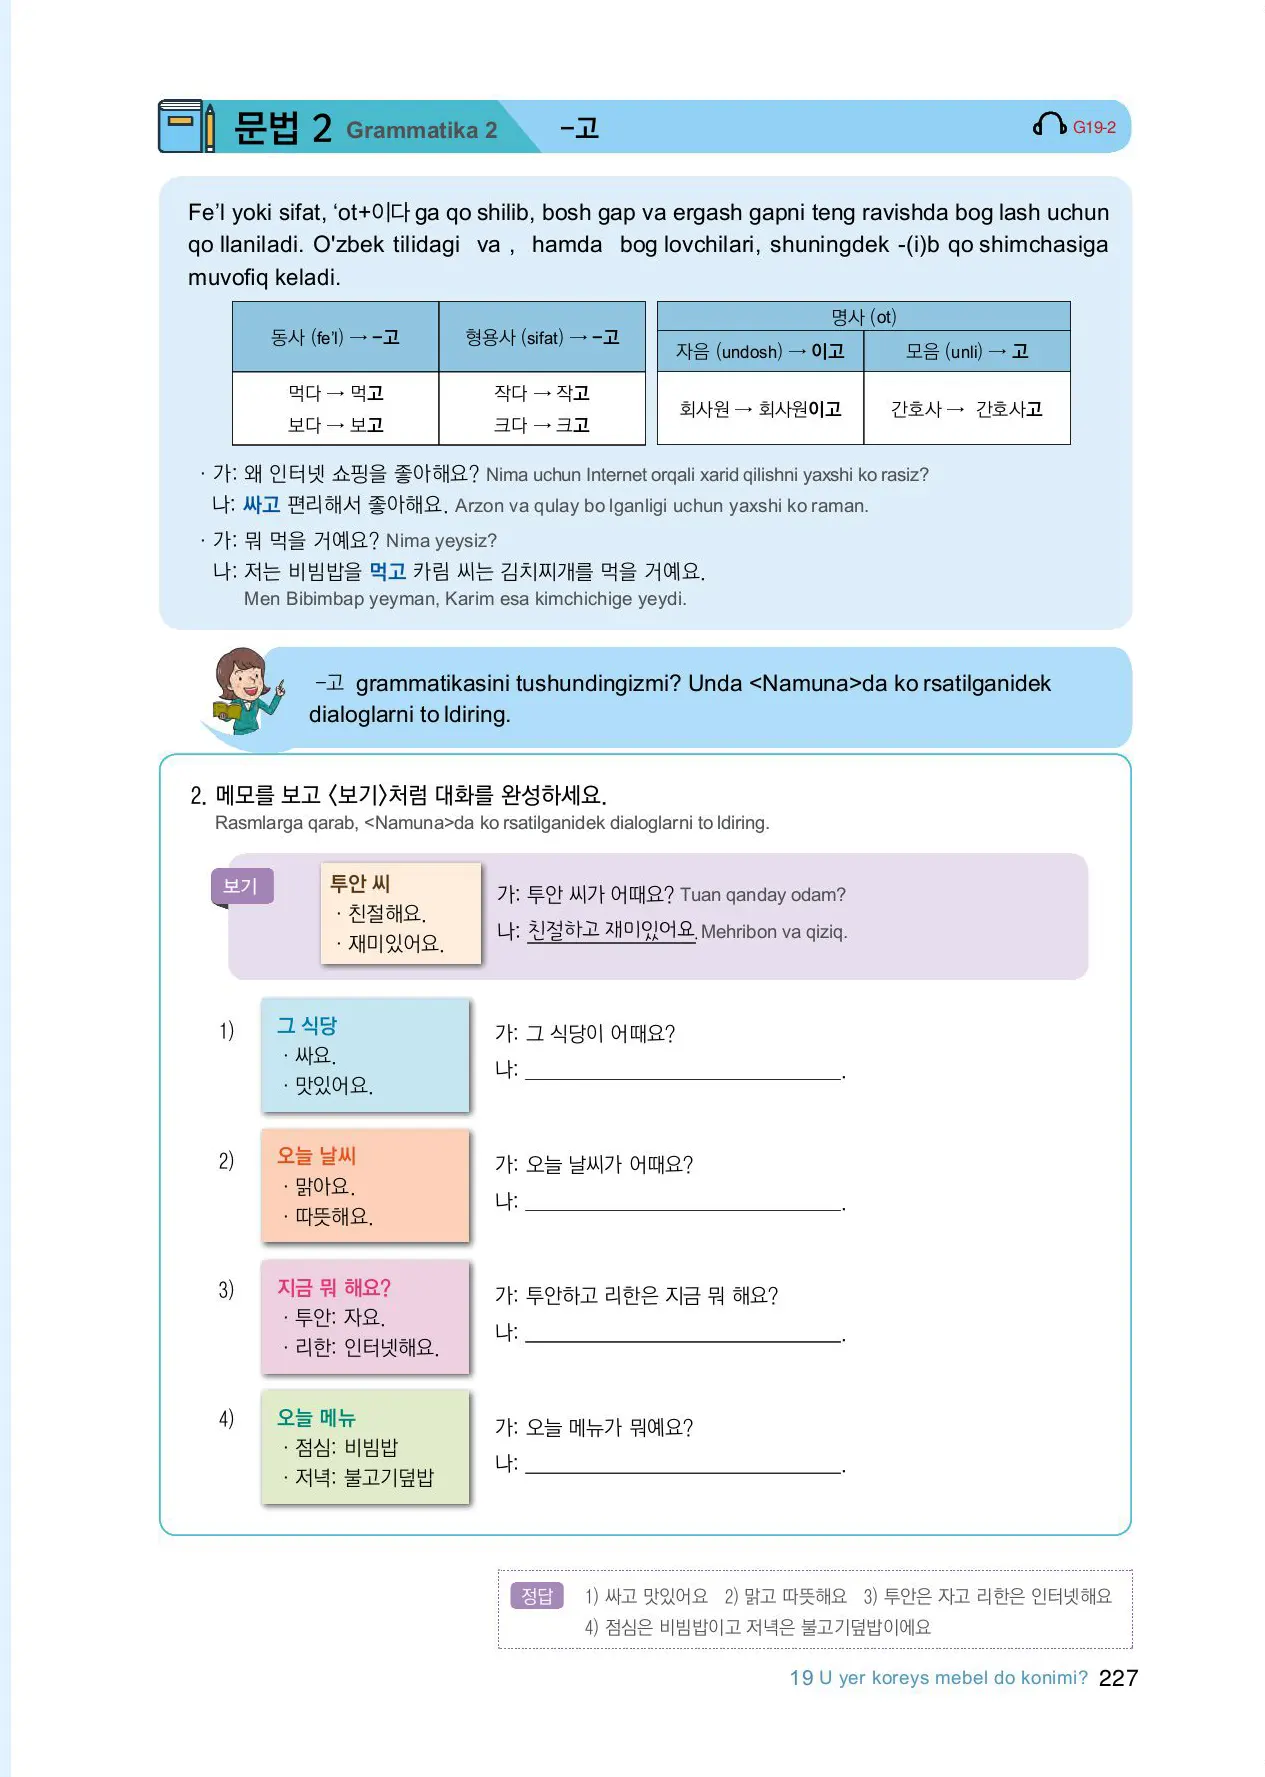 문법 2 Grammatika 2 –고 G19-2
Fe’l yoki sifat, ‘ot+이다 ga qo shilib, bosh gap va ergash gapni teng ravishda bog lash uchun
qo llaniladi. O'zbek tilidagi va , hamda bog lovchilari, shuningdek -(i)b qo shimchasiga
muvofiq keladi.
동사 (fe’l) → –고
형용사 (sifat) → –고
먹다 → 먹고
보다 → 보고
작다 → 작고
크다 → 크고
명사 (ot)
자음 (undosh) → 이고
모음 (unli) → 고
회사원 → 회사원이고
간호사 → 간호사고
· 가: 왜 인터넷 쇼핑을 좋아해요? Nima uchun Internet orqali xarid qilishni yaxshi ko rasiz?
나: 싸고 편리해서 좋아해요. Arzon va qulay bo lganligi uchun yaxshi ko raman.
· 가: 뭐 먹을 거예요? Nima yeysiz?
나: 저는 비빔밥을 먹고 카림 씨는 김치찌개를 먹을 거예요.
Men Bibimbap yeyman, Karim esa kimchichige yeydi.
–고 grammatikasini tushundingizmi? Unda <Namuna>da ko rsatilganidek
dialoglarni to ldiring.
2. 메모를 보고 〈보기〉처럼 대화를 완성하세요.
Rasmlarga qarab, <Namuna>da ko rsatilganidek dialoglarni to ldiring.
보기
투안 씨
· 친절해요.
· 재미있어요.
가: 투안 씨가 어때요? Tuan qanday odam?
나: 친절하고 재미있어요. Mehribon va qiziq.
1)
그 식당
· 싸요.
· 맛있어요.
가: 그 식당이 어때요?
나: ______________________________.
2)
오늘 날씨
· 맑아요.
· 따뜻해요.
가: 오늘 날씨가 어때요?
나: ______________________________.
3)
지금 뭐 해요?
· 투안: 자요.
· 리한: 인터넷해요.
가: 투안하고 리한은 지금 뭐 해요?
나: ______________________________.
4)
오늘 메뉴
· 점심: 비빔밥
· 저녁: 불고기덮밥
가: 오늘 메뉴가 뭐예요?
나: ______________________________.
정답 1) 싸고 맛있어요 2) 맑고 따뜻해요 3) 투안은 자고 리한은 인터넷해요
4) 점심은 비빔밥이고 저녁은 불고기덮밥이에요
19 U yer koreys mebel do konimi? 227